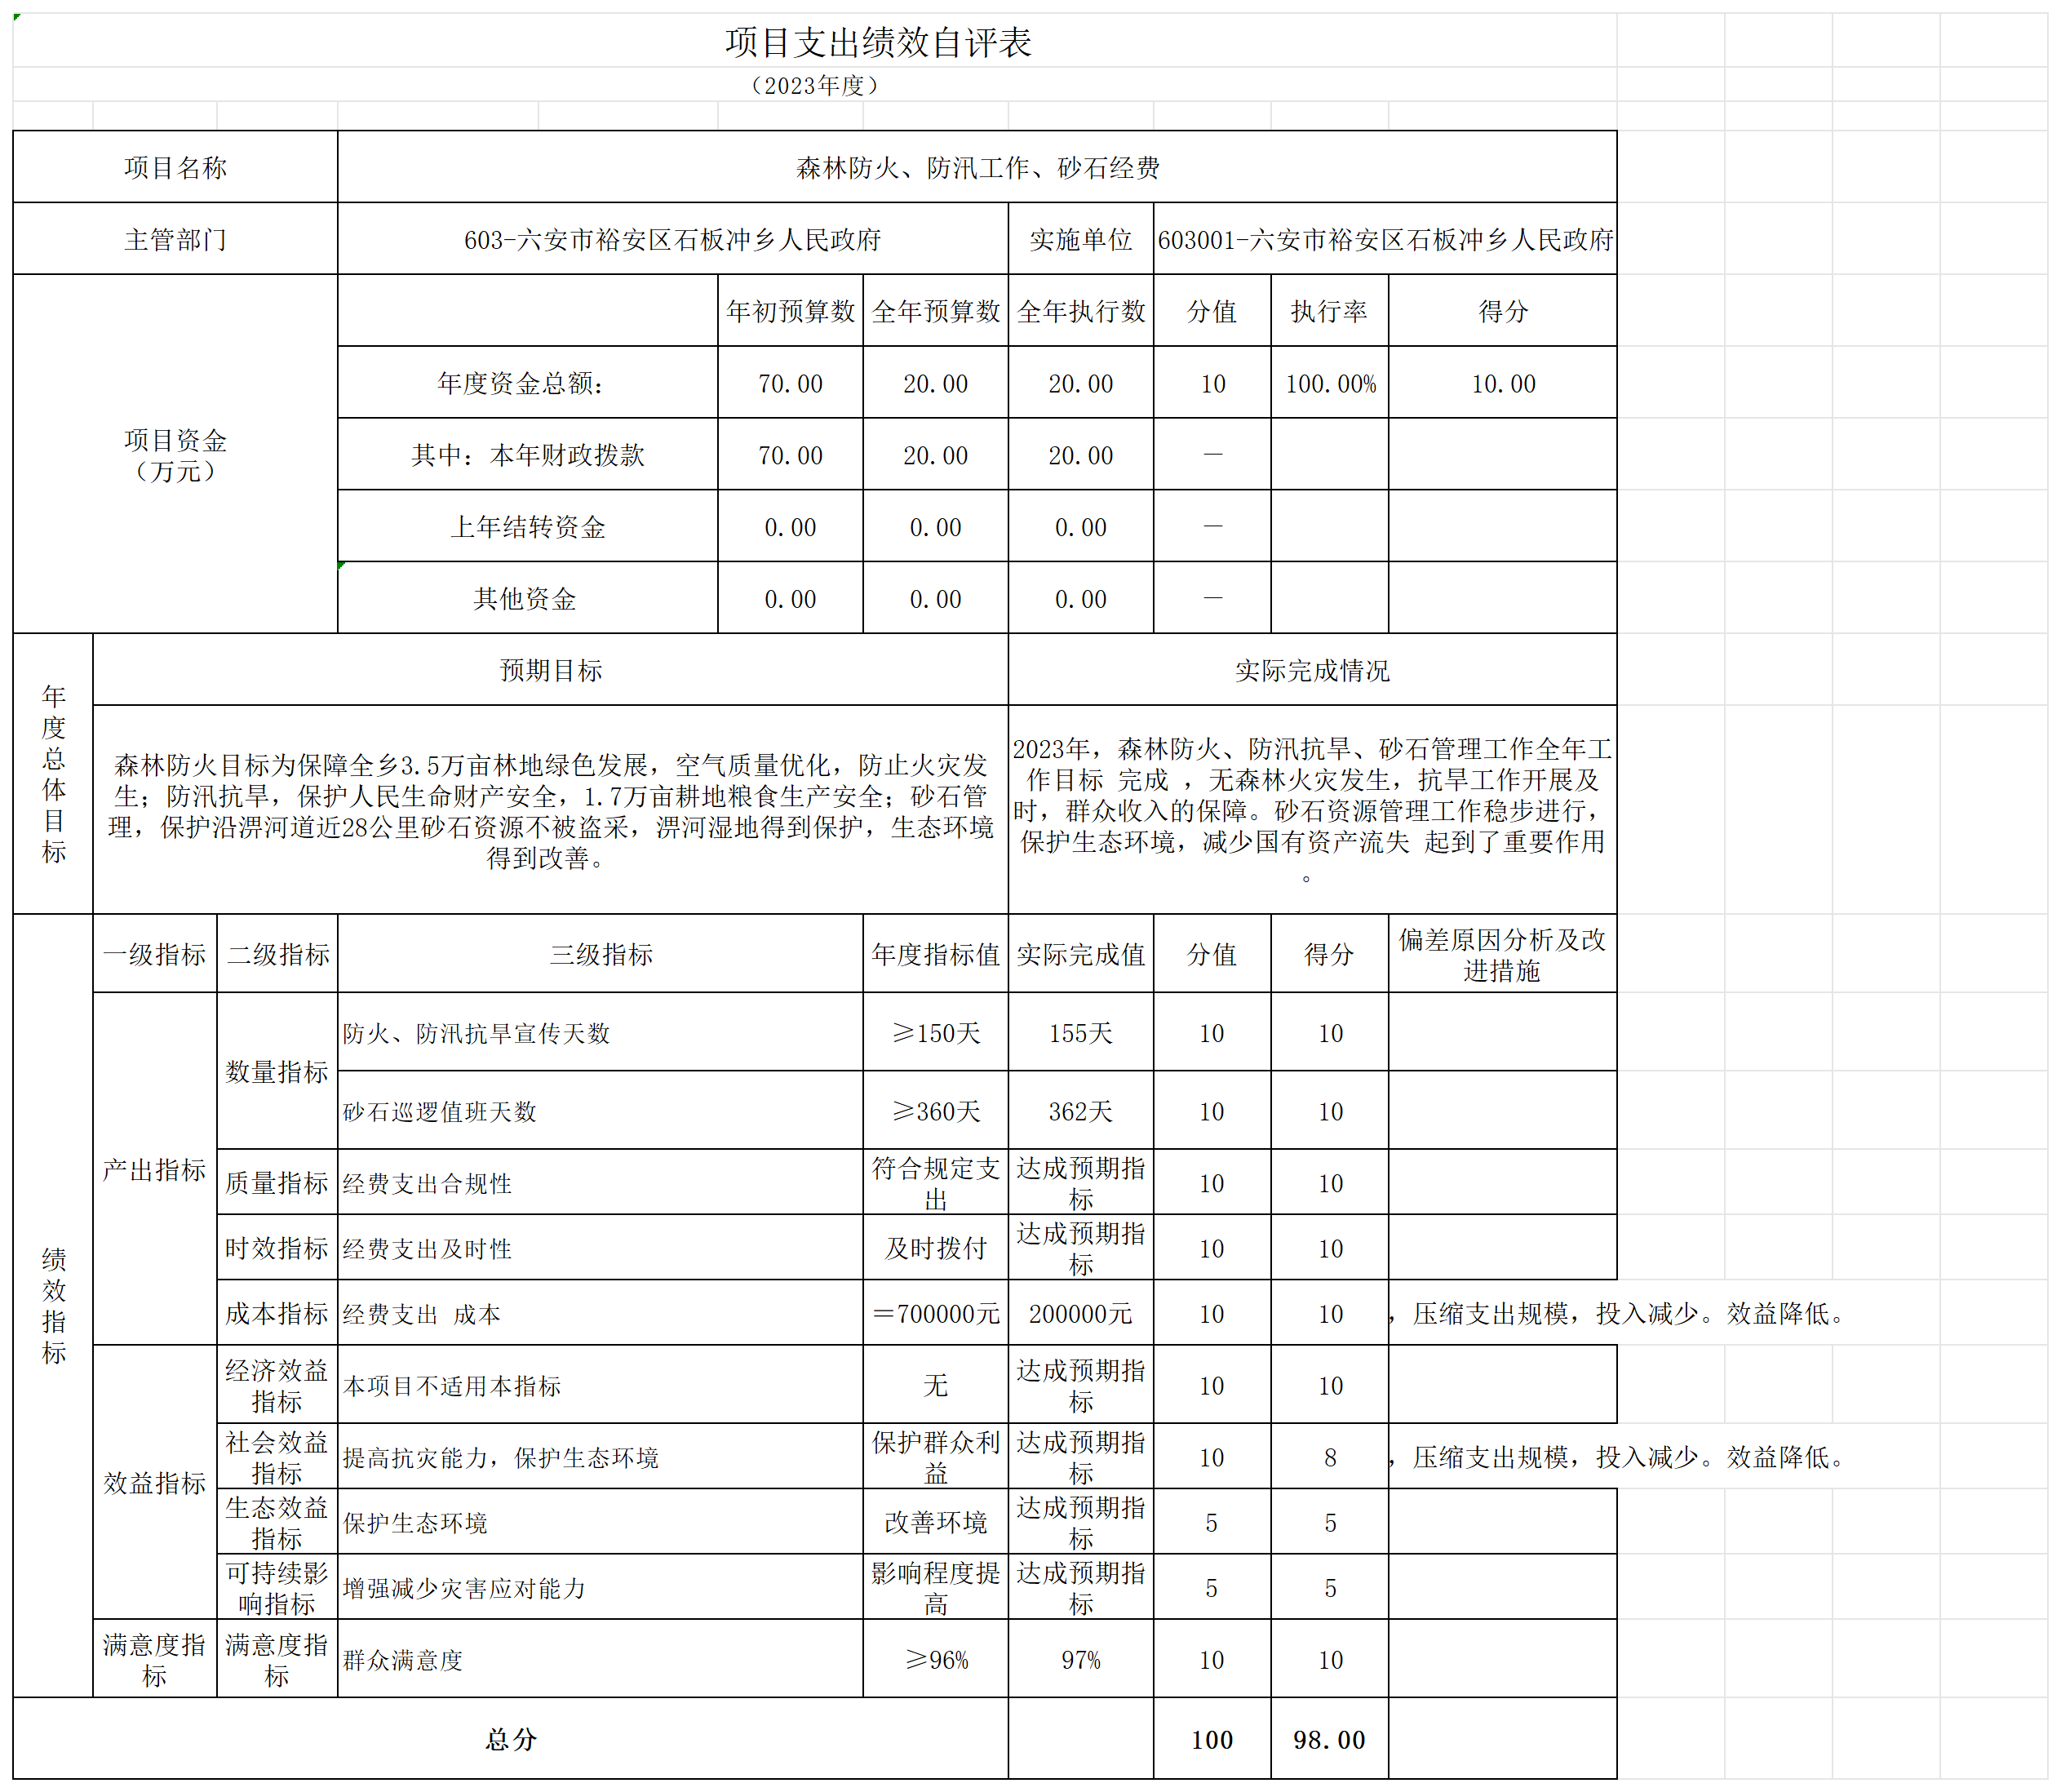 项目支出绩效自评表
（2023年度）
项目名称
森林防火、防汛工作、砂石经费
主管部门
603-六安市裕安区石板冲乡人民政府
实施单位
603001-六安市裕安区石板冲乡人民政府
项目资金
（万元）
年初预算数
全年预算数
全年执行数
分值
执行率
得分
年度资金总额：
70.00
20.00
20.00
10
100.00%
10.00
其中：本年财政拨款
70.00
20.00
20.00
－
上年结转资金
0.00
0.00
0.00
－
其他资金
0.00
0.00
0.00
－
年度总体目标
预期目标
实际完成情况
森林防火目标为保障全乡3.5万亩林地绿色发展，空气质量优化，防止火灾发
生；防汛抗旱，保护人民生命财产安全，1.7万亩耕地粮食生产安全；砂石管
理，保护沿淠河道近28公里砂石资源不被盗采，淠河湿地得到保护，生态环境
得到改善。
2023年，森林防火、防汛抗旱、砂石管理工作全年工
作目标 完成 ，无森林火灾发生，抗旱工作开展及
时，群众收入的保障。砂石资源管理工作稳步进行，
保护生态环境，减少国有资产流失 起到了重要作用
。
绩效指标
一级指标
二级指标
三级指标
年度指标值
实际完成值
分值
得分
偏差原因分析及改
进措施
产出指标
数量指标
防火、防汛抗旱宣传天数
≥150天
155天
10
10
砂石巡逻值班天数
≥360天
362天
10
10
质量指标
经费支出合规性
符合规定支
出
达成预期指
标
10
10
时效指标
经费支出及时性
及时拨付
达成预期指
标
10
10
成本指标
经费支出 成本
＝700000元
200000元
10
10
，压缩支出规模，投入减少。效益降低。
效益指标
经济效益
指标
本项目不适用本指标
无
达成预期指
标
10
10
社会效益
指标
提高抗灾能力，保护生态环境
保护群众利
益
达成预期指
标
10
8
，压缩支出规模，投入减少。效益降低。
生态效益
指标
保护生态环境
改善环境
达成预期指
标
5
5
可持续影
响指标
增强减少灾害应对能力
影响程度提
高
达成预期指
标
5
5
满意度指
标
满意度指
标
群众满意度
≥96%
97%
10
10
总分
100
98.00